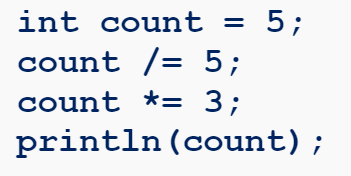 int count = 5;
count /= 5;
count *= 3;
println(count);